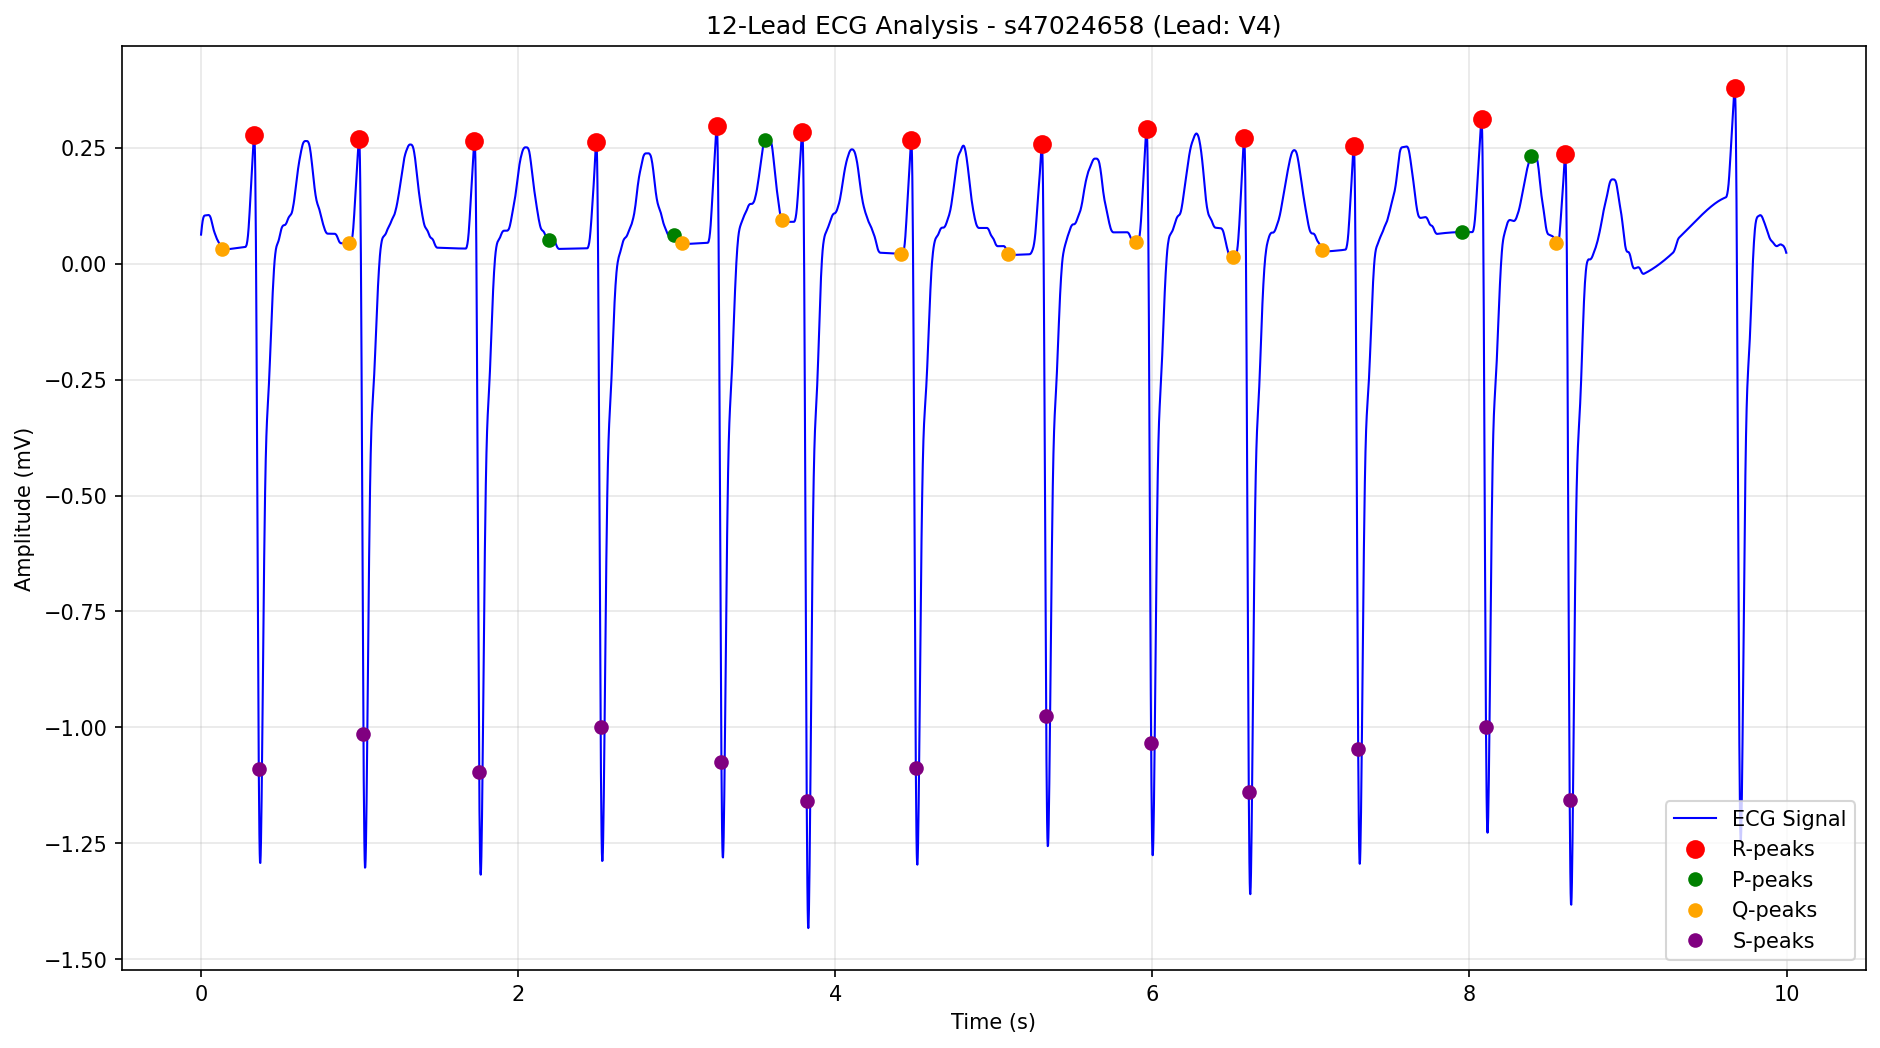 12-Lead ECG Analysis - s47024658 (Lead: V4)
Amplitude (mV)
0.25
0.00
−0.25
−0.50
−0.75
−1.00
−1.25
−1.50
ECG Signal
R-peaks
P-peaks
Q-peaks
S-peaks
0 2 4 6 8 10
Time (s)